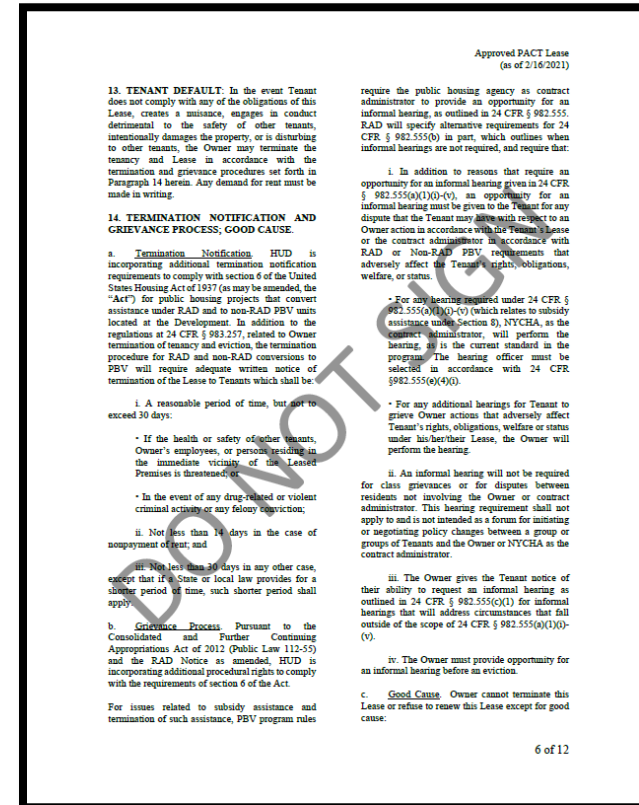 Approved PACT Lease
(as of 2/16/2021)
13. TENANT DEFAULT: In the event Tenant
does not comply with any of the obligations of this
Lease, creates a nuisance, engages in conduct
detrimental to the safety of other tenants,
intentionally damages the property, or is disturbing
to other tenants, the Owner may terminate the
tenancy and Lease in accordance with the
termination and grievance procedures set forth in
Paragraph 14 herein. Any demand for rent must be
made in writing.
14. TERMINATION NOTIFICATION AND
GRIEVANCE PROCESS; GOOD CAUSE.
a. Termination Notification. HUD is
incorporating additional termination notification
requirements to comply with section 6 of the United
States Housing Act of 1937 (as may be amended, the
“Act”) for public housing projects that convert
assistance under RAD and to non-RAD PBV units
located at the Development. In addition to the
regulations at 24 CFR § 983.257, related to Owner
termination of tenancy and eviction, the termination
procedure for RAD and non-RAD conversions to
PBV will require adequate written notice of
termination of the Lease to Tenants which shall be:
i. A reasonable period of time, but not to
exceed 30 days:
• If the health or safety of other tenants,
Owner's employees, or persons residing in
the immediate vicinity of the Leased
Premises is threatened; or
• In the event of any drug-related or violent
criminal activity or any felony conviction;
ii. Not less than 14 days in the case of
nonpayment of rent; and
iii. Not less than 30 days in any other case,
except that if a State or local law provides for a
shorter period of time, such shorter period shall
apply.
b. Grievance Process. Pursuant to the
Consolidated and Further Continuing
Appropriations Act of 2012 (Public Law 112-55)
and the RAD Notice as amended, HUD is
incorporating additional procedural rights to comply
with the requirements of section 6 of the Act.
For issues related to subsidy assistance and
termination of such assistance, PBV program rules
require the public housing agency as contract
administrator to provide an opportunity for an
informal hearing, as outlined in 24 CFR § 982.555.
RAD will specify alternative requirements for 24
CFR § 982.555(b) in part, which outlines when
informal hearings are not required, and require that:
i. In addition to reasons that require an
opportunity for an informal hearing given in 24 CFR
§ 982.555(a)(1)(i)-(v), an opportunity for an
informal hearing must be given to the Tenant for any
dispute that the Tenant may have with respect to an
Owner action in accordance with the Tenant's Lease
or the contract administrator in accordance with
RAD or Non-RAD PBV requirements that
adversely affect the Tenant's rights, obligations,
welfare, or status.
• For any hearing required under 24 CFR §
982.555(a)(1)(i)-(v) (which relates to subsidy
assistance under Section 8), NYCHA, as the
contract administrator, will perform the
hearing, as is the current standard in the
program. The hearing officer must be
selected in accordance with 24 CFR
§982.555(e)(4)(i).
• For any additional hearings for Tenant to
grieve Owner actions that adversely affect
Tenant's rights, obligations, welfare or status
under his/her/their Lease, the Owner will
perform the hearing.
ii. An informal hearing will not be required
for class grievances or for disputes between
residents not involving the Owner or contract
administrator. This hearing requirement shall not
apply to and is not intended as a forum for initiating
or negotiating policy changes between a group or
groups of Tenants and the Owner or NYCHA as the
contract administrator.
iii. The Owner gives the Tenant notice of
their ability to request an informal hearing as
outlined in 24 CFR § 982.555(c)(1) for informal
hearings that will address circumstances that fall
outside of the scope of 24 CFR § 982.555(a)(1)(i)-
(v).
iv. The Owner must provide opportunity for
an informal hearing before an eviction.
c. Good Cause. Owner cannot terminate this
Lease or refuse to renew this Lease except for good
cause:
DO NOT SIGN
6 of 12